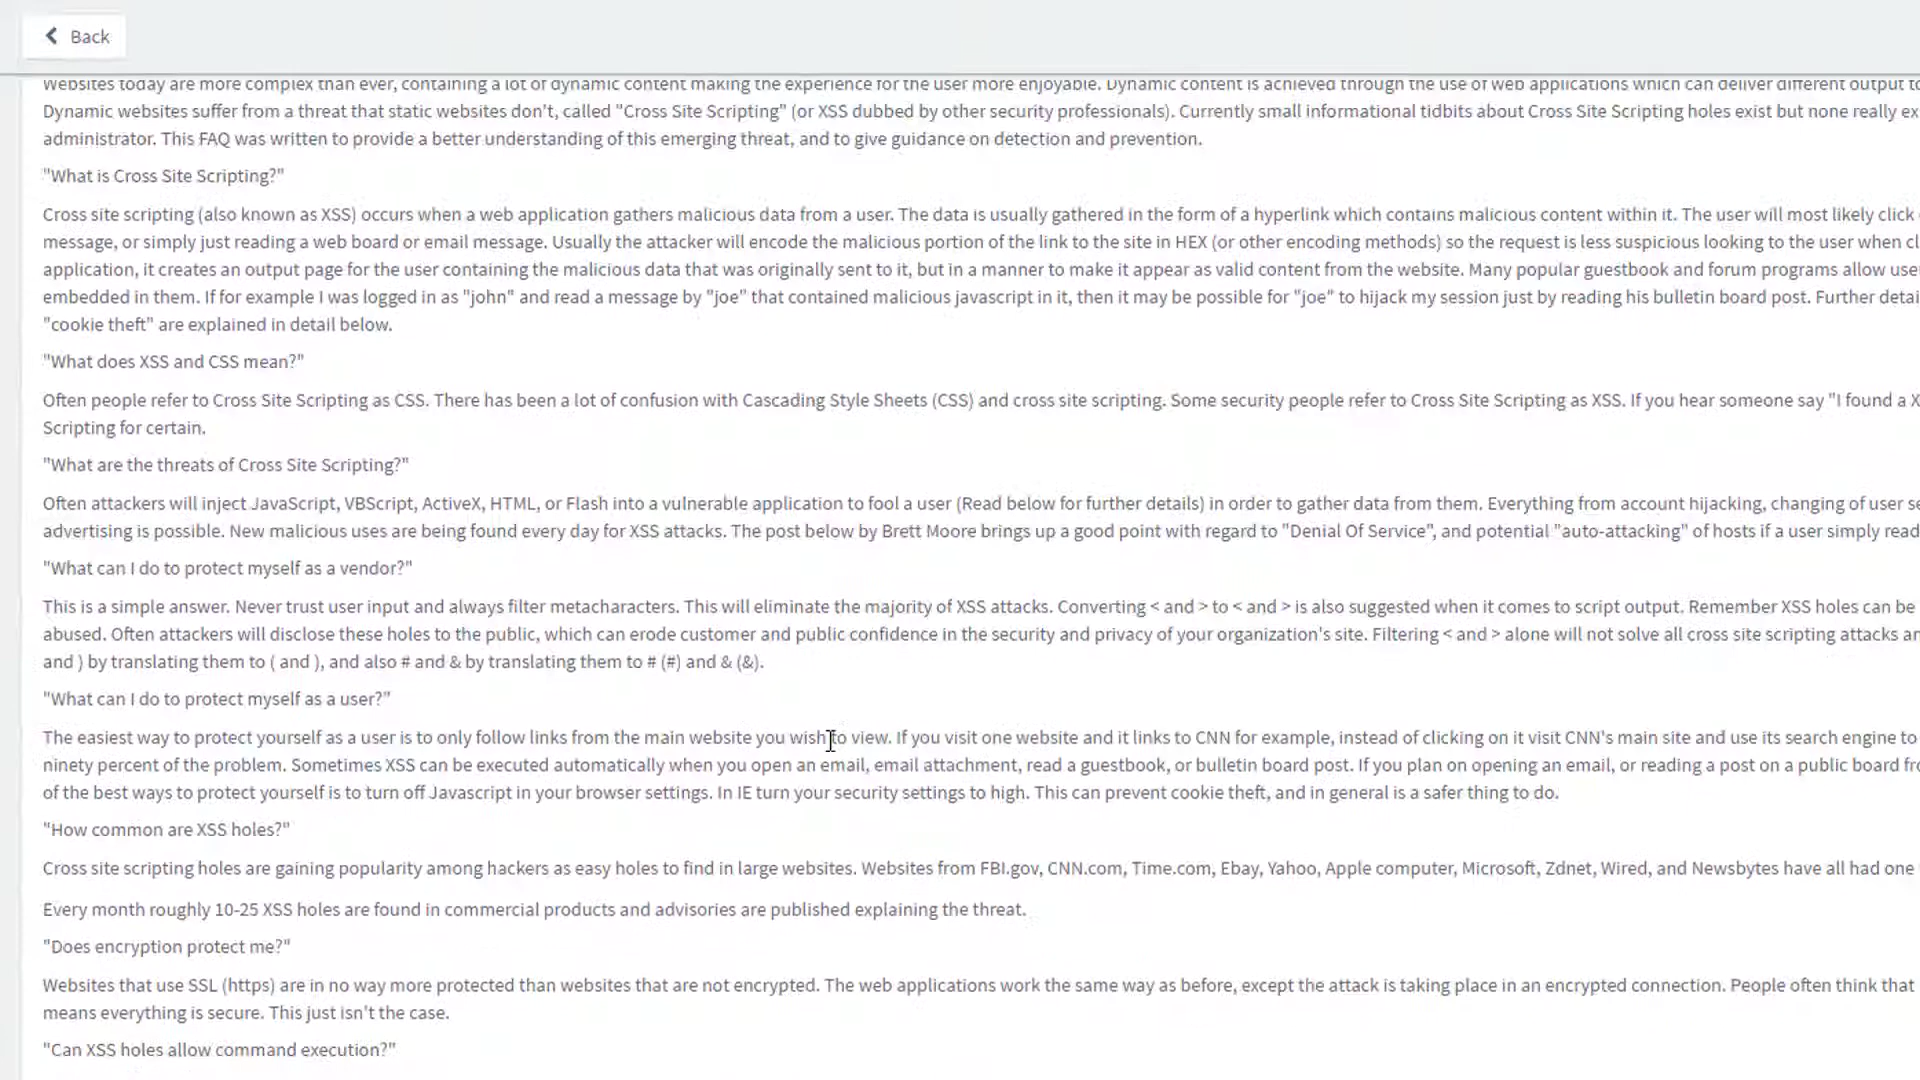 Back
Websites today are more complex than ever, containing a lot of dynamic content making the experience for the user more enjoyable. Dynamic content is achieved through the use of web applications which can deliver different output to
Dynamic websites suffer from a threat that static websites don't, called "Cross Site Scripting" (or XSS dubbed by other security professionals). Currently small informational tidbits about Cross Site Scripting holes exist but none really ex
administrator. This FAQ was written to provide a better understanding of this emerging threat, and to give guidance on detection and prevention.
"What is Cross Site Scripting?"
Cross site scripting (also known as XSS) occurs when a web application gathers malicious data from a user. The data is usually gathered in the form of a hyperlink which contains malicious content within it. The user will most likely click
message, or simply just reading a web board or email message. Usually the attacker will encode the malicious portion of the link to the site in HEX (or other encoding methods) so the request is less suspicious looking to the user when cl
application, it creates an output page for the user containing the malicious data that was originally sent to it, but in a manner to make it appear as valid content from the website. Many popular guestbook and forum programs allow use
embedded in them. If for example I was logged in as "john" and read a message by "joe" that contained malicious javascript in it, then it may be possible for "joe" to hijack my session just by reading his bulletin board post. Further detai
"cookie theft" are explained in detail below.
"What does XSS and CSS mean?"
Often people refer to Cross Site Scripting as CSS. There has been a lot of confusion with Cascading Style Sheets (CSS) and cross site scripting. Some security people refer to Cross Site Scripting as XSS. If you hear someone say "I found a X
Scripting for certain.
"What are the threats of Cross Site Scripting?"
Often attackers will inject JavaScript, VBScript, ActiveX, HTML, or Flash into a vulnerable application to fool a user (Read below for further details) in order to gather data from them. Everything from account hijacking, changing of user se
advertising is possible. New malicious uses are being found every day for XSS attacks. The post below by Brett Moore brings up a good point with regard to "Denial Of Service", and potential "auto-attacking" of hosts if a user simply read
"What can I do to protect myself as a vendor?"
This is a simple answer. Never trust user input and always filter metacharacters. This will eliminate the majority of XSS attacks. Converting < and > to < and > is also suggested when it comes to script output. Remember XSS holes can be
abused. Often attackers will disclose these holes to the public, which can erode customer and public confidence in the security and privacy of your organization's site. Filtering < and > alone will not solve all cross site scripting attacks an
and ) by translating them to ( and ), and also # and & by translating them to # (#) and & (&).
"What can I do to protect myself as a user?"
The easiest way to protect yourself as a user is to only follow links from the main website you wish to view. If you visit one website and it links to CNN for example, instead of clicking on it visit CNN's main site and use its search engine to
ninety percent of the problem. Sometimes XSS can be executed automatically when you open an email, email attachment, read a guestbook, or bulletin board post. If you plan on opening an email, or reading a post on a public board fro
of the best ways to protect yourself is to turn off Javascript in your browser settings. In IE turn your security settings to high. This can prevent cookie theft, and in general is a safer thing to do.
"How common are XSS holes?"
Cross site scripting holes are gaining popularity among hackers as easy holes to find in large websites. Websites from FBI.gov, CNN.com, Time.com, Ebay, Yahoo, Apple computer, Microsoft, Zdnet, Wired, and Newsbytes have all had one
Every month roughly 10-25 XSS holes are found in commercial products and advisories are published explaining the threat.
"Does encryption protect me?"
Websites that use SSL (https) are in no way more protected than websites that are not encrypted. The web applications work the same way as before, except the attack is taking place in an encrypted connection. People often think that
means everything is secure. This just isn't the case.
"Can XSS holes allow command execution?"